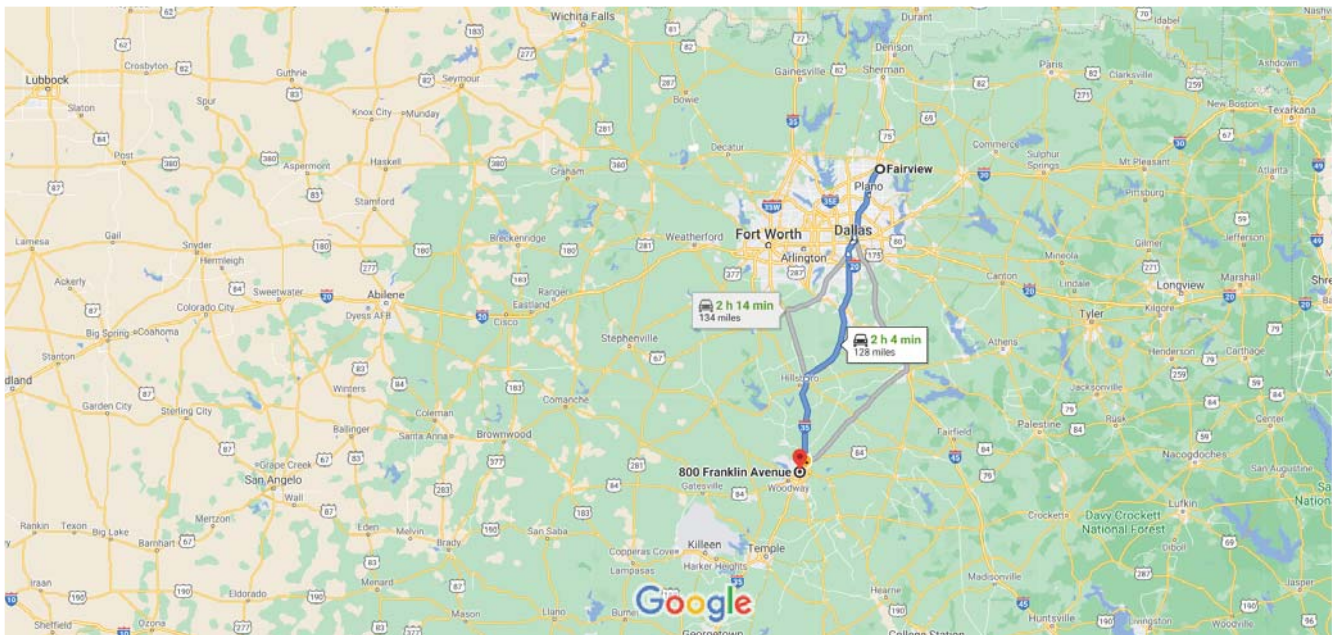 Wichita Falls
Durant
Idabel
Lubbock
Crosbyton
Guthrie
Seymour
Gainesville
Denison
Sherman
Paris
Clarksville
Ashdown
Slaton
Spur
Knox City
Munday
Bowie
New Boston
Texarkana
Post
Aspermont
Haskell
Graham
Decatur
Commerce
Sulphur
Springs
Mt Pleasant
Atlanta
Fairview
Plano
Pittsburg
Stamford
Lamesa
Gail
Snyder
Hermleigh
Breckenridge
Weatherford
Fort Worth
Dallas
Arlington
Gilmer
Jefferson
Mineola
Ackerly
Colorado City
Sweetwater
Abilene
Dyess AFB
Ranger
Eastland
Cisco
Canton
Lindale
Longview
Marshall
Kilgore
Tyler
2 h 14 min
134 miles
Big Spring
Coahoma
Stephenville
2 h 4 min
128 miles
Athens
Henderson
Carthage
Stanton
Winters
Hillsboro
Jacksonville
Garden City
Sterling City
Ballinger
Coleman
Santa Anna
Brownwood
Comanche
Palestine
Rusk
Center
Fairfield
Nacogdoches
Grape Creek
San Angelo
Wall
800 Franklin Avenue
Gatesville
Woodway
San Augustine
Rankin
Texon
Big Lake
Mertzon
Eden
Melvin
Brady
San Saba
Crockett
Lufkin
Davy Crockett
National Forest
Diboll
Barnhart
Copperas Cove
Killeen
Harker Heights
Temple
Lampasas
Iraan
Eldorado
Menard
Mason
Llano
Madisonville
Jasper
Sheffield
Ozona
Google
Georgetown
College Station
Huntsville
Livingston
Woodville